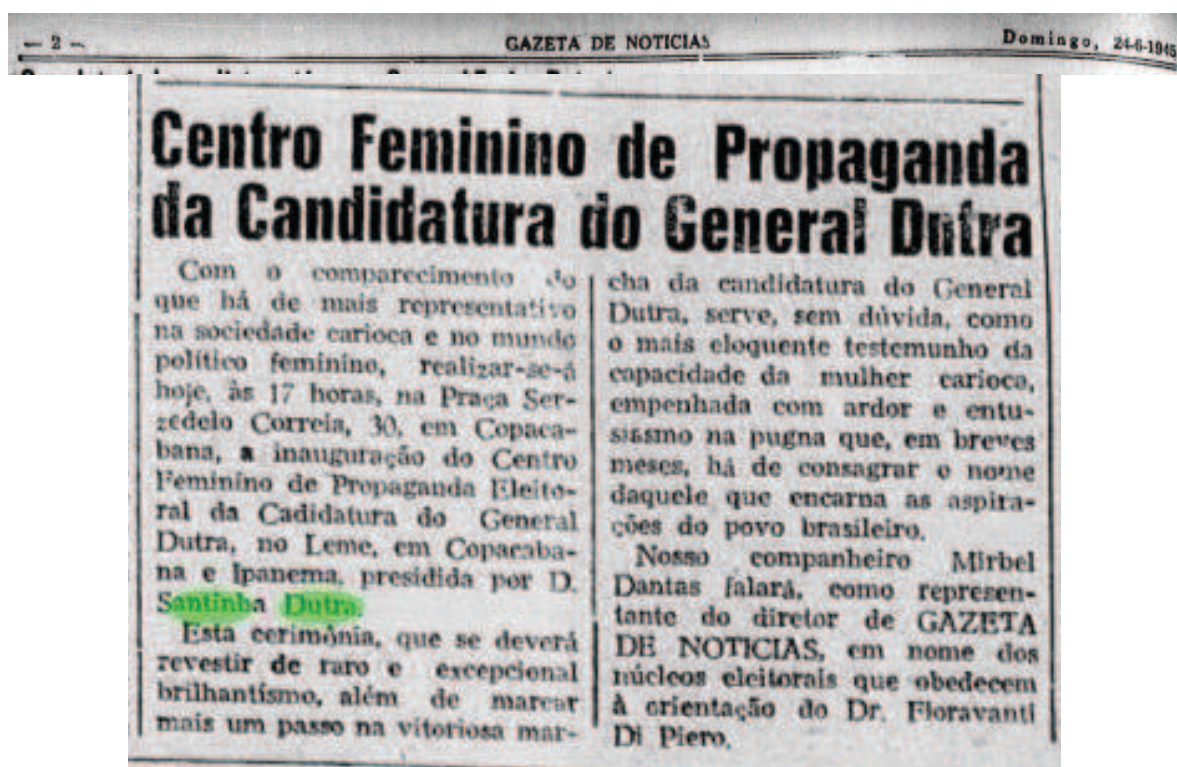 — 2 —
GAZETA DE NOTICIAS
Domingo, 24-6-1945
Centro Feminino de Propaganda
da Candidatura do General Dutra
Com o comparecimento do
que há de mais representativo
na sociedade carioca e no mundo
político feminino, realizar-se-á
hoje, às 17 horas, na Praça Ser-
zedelo Correia, 30, em Copaca-
bana, a inauguração do Centro
Feminino de Propaganda Eleito-
ral da Cadidatura do General
Dutra, no Leme, em Copacaba-
na e Ipanema, presidida por D.
Santinha Dutra.
Esta cerimônia, que se deverá
revestir de raro e excepcional
brilhantísmo, além de marcar
mais um passo na vitoriosa mar-
cha da candidatura do General
Dutra, serve, sem dúvida, como
o mais eloquente testemunho da
capacidade da mulher carioca,
empenhada com ardor e entu-
siasmo na pugna que, em breves
meses, há de consagrar o nome
daquele que encarna as aspira-
ções do povo brasileiro.
Nosso companheiro Mirbel
Dantas falará, como represen-
tante do diretor de GAZETA
DE NOTICIAS, em nome dos
núcleos eleitorais que obedecem
à orientação do Dr. Floravanti
Di Piero.